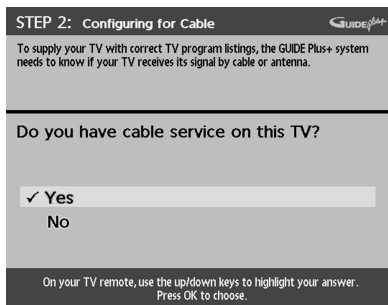 STEP 2: Configuring for Cable
GUIDE Plus+
To supply your TV with correct TV program listings, the GUIDE Plus+ system
needs to know if your TV receives its signal by cable or antenna.
Do you have cable service on this TV?
✓ Yes
No
On your TV remote, use the up/down keys to highlight your answer.
Press OK to choose.